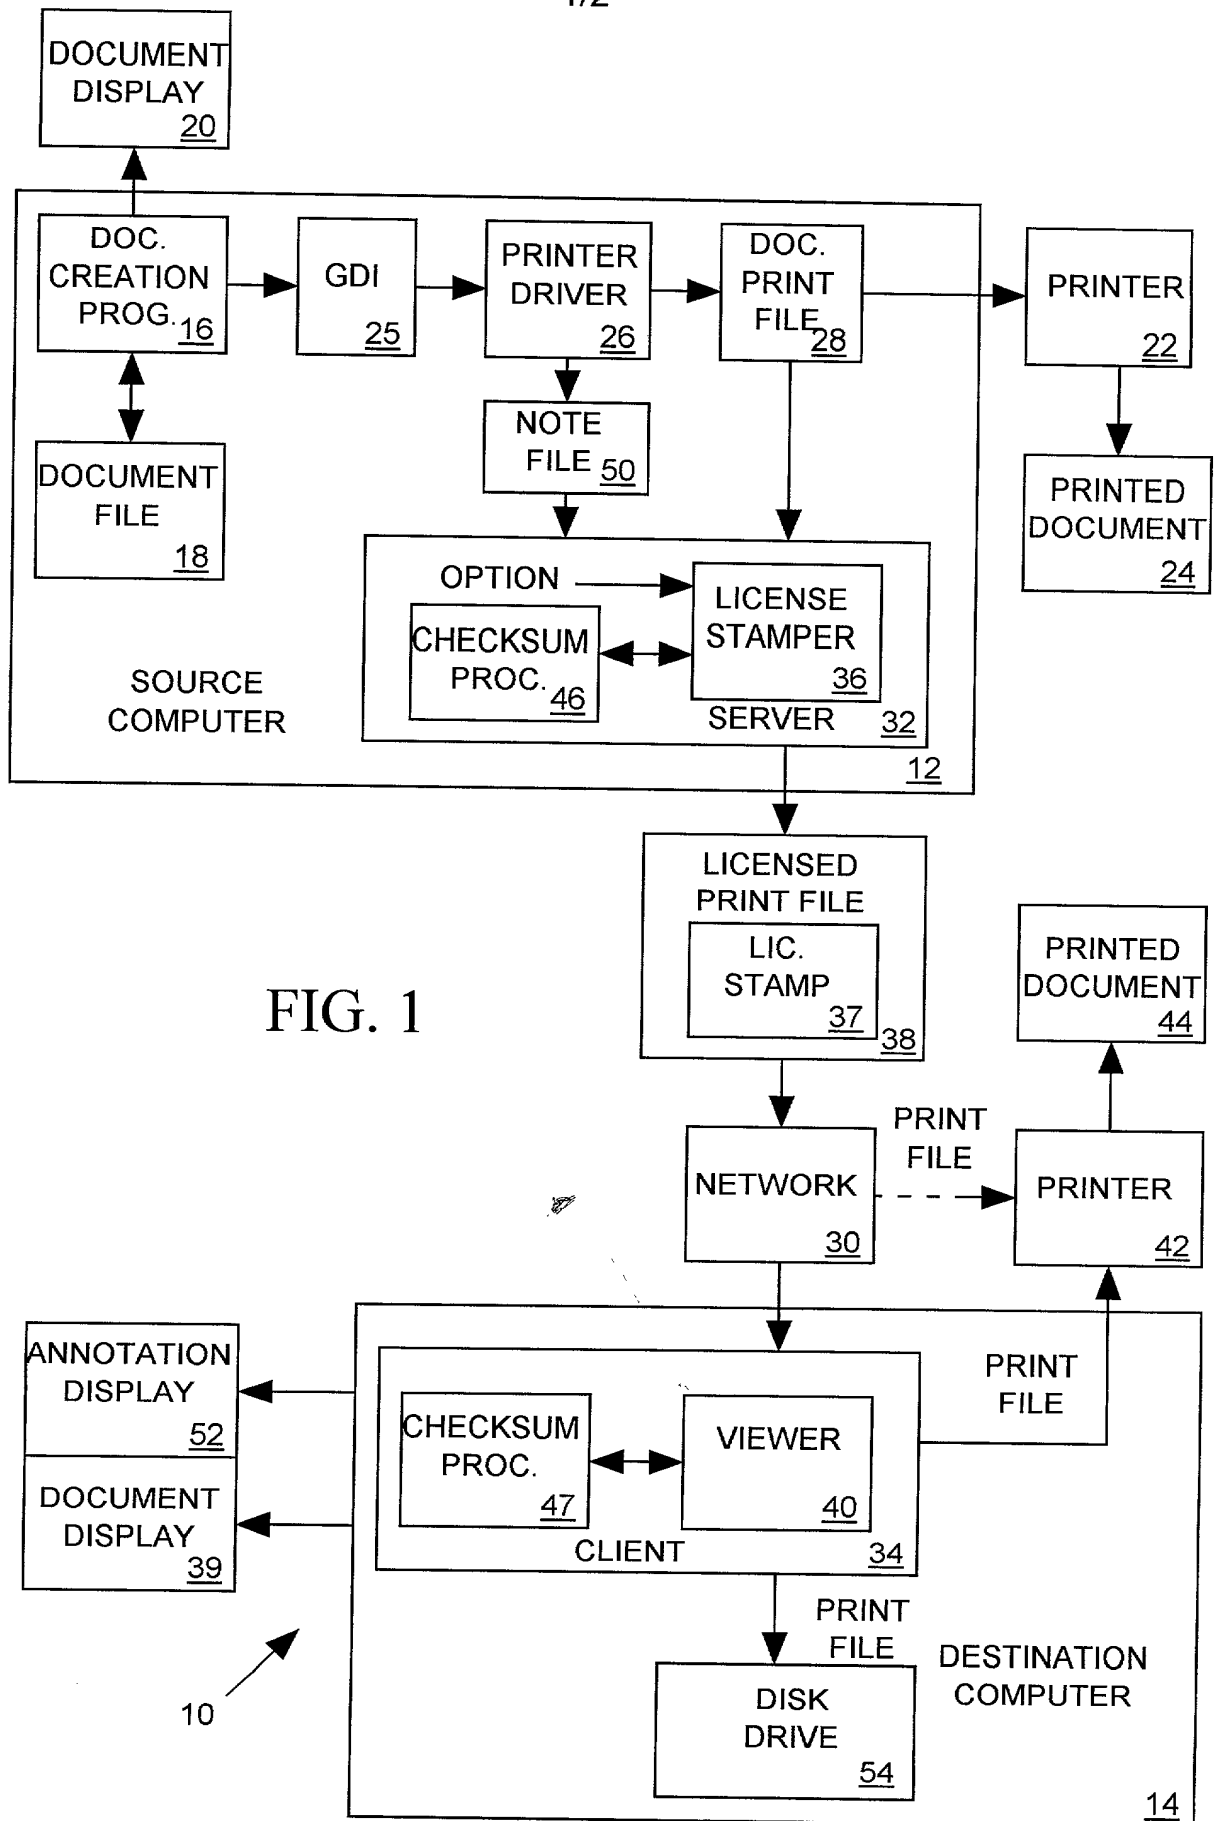 DOCUMENT
DISPLAY
20
DOC.
CREATION
PROG.
16
GDI
25
PRINTER
DRIVER
26
DOC.
PRINT
FILE
28
PRINTER
22
DOCUMENT
FILE
18
NOTE
FILE
50
PRINTED
DOCUMENT
24
OPTION
LICENSE
STAMPER
36
CHECKSUM
PROC.
46
SERVER
32
SOURCE
COMPUTER
12
LICENSED
PRINT FILE
LIC.
STAMP
37
38
FIG. 1
PRINTED
DOCUMENT
44
NETWORK
30
PRINT
FILE
PRINTER
42
ANNOTATION
DISPLAY
52
DOCUMENT
DISPLAY
39
CHECKSUM
PROC.
47
VIEWER
40
CLIENT
34
PRINT
FILE
PRINT
FILE
DISK
DRIVE
54
DESTINATION
COMPUTER
14
10